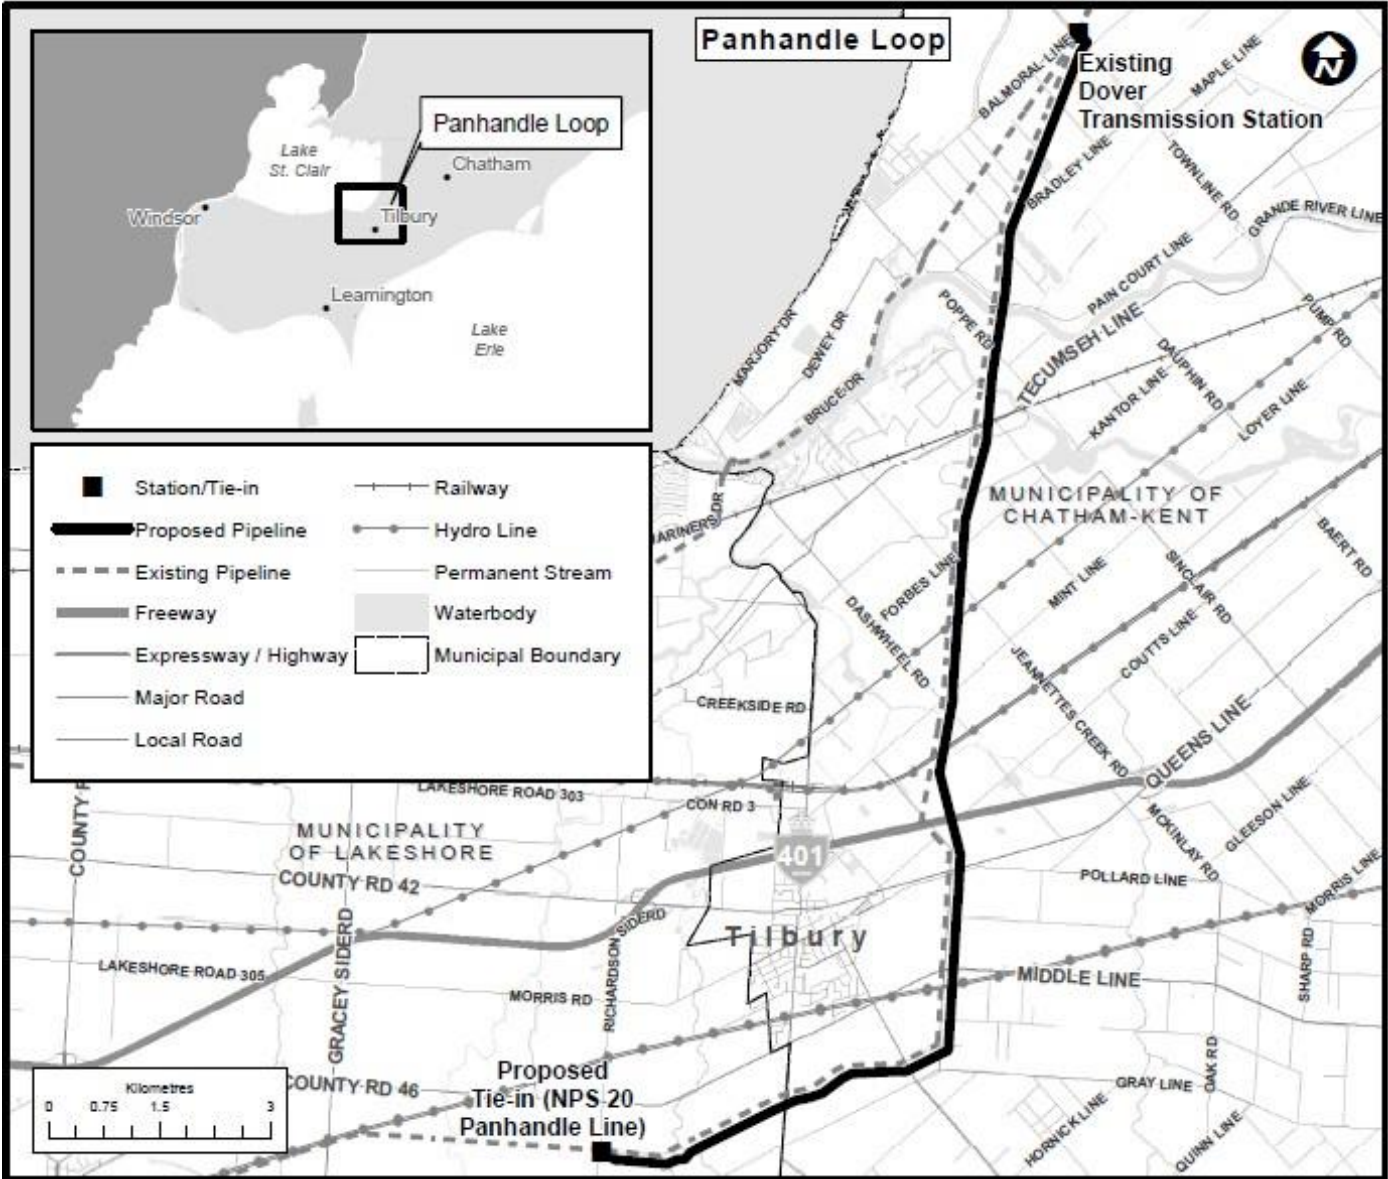 Panhandle Loop
N
Existing
Dover
Transmission Station
Panhandle Loop
Lake
St. Clair
Chatham
Windsor
Tilbury
Leamington
Lake
Erie
Station/Tie-in
Proposed Pipeline
Existing Pipeline
Freeway
Expressway / Highway
Major Road
Local Road
Railway
Hydro Line
Permanent Stream
Waterbody
Municipal Boundary
BALMORAL LINE
MAPLE LINE
BRADLEY LINE
TOWNLINE RD
GRANDE RIVER LINE
PAIN COURT LINE
POPPE RD
TECUMSEH LINE
PUMP RD
MARJORY DR
DEWEY DR
BRUCE DR
DAUPHIN RD
KANTOR LINE
LOYER LINE
MUNICIPALITY OF
CHATHAM-KENT
ARINERS DR
FORBES LINE
MINT LINE
SINCLAIR RD
BAERT RD
DASHWHEEL RD
JEANNETTES CREEK RD
COUTTS LINE
CREEKSIDE RD
QUEENS LINE
LAKESHORE ROAD 303
CON RD 3
COUNTY R
MUNICIPALITY
OF LAKESHORE
401
MCKINLAY RD
GLEESON LINE
COUNTY RD 42
POLLARD LINE
MORRIS LINE
RICHARDSON SIDERD
Tilbury
GRACEY SIDERD
LAKESHORE ROAD 305
MORRIS RD
MIDDLE LINE
SHARP RD
OAK RD
Proposed
Tie-in (NPS 20
Panhandle Line)
COUNTY RD 46
GRAY LINE
HORNICK LINE
QUINN LINE
Kilometres
0 0.75 1.5 3